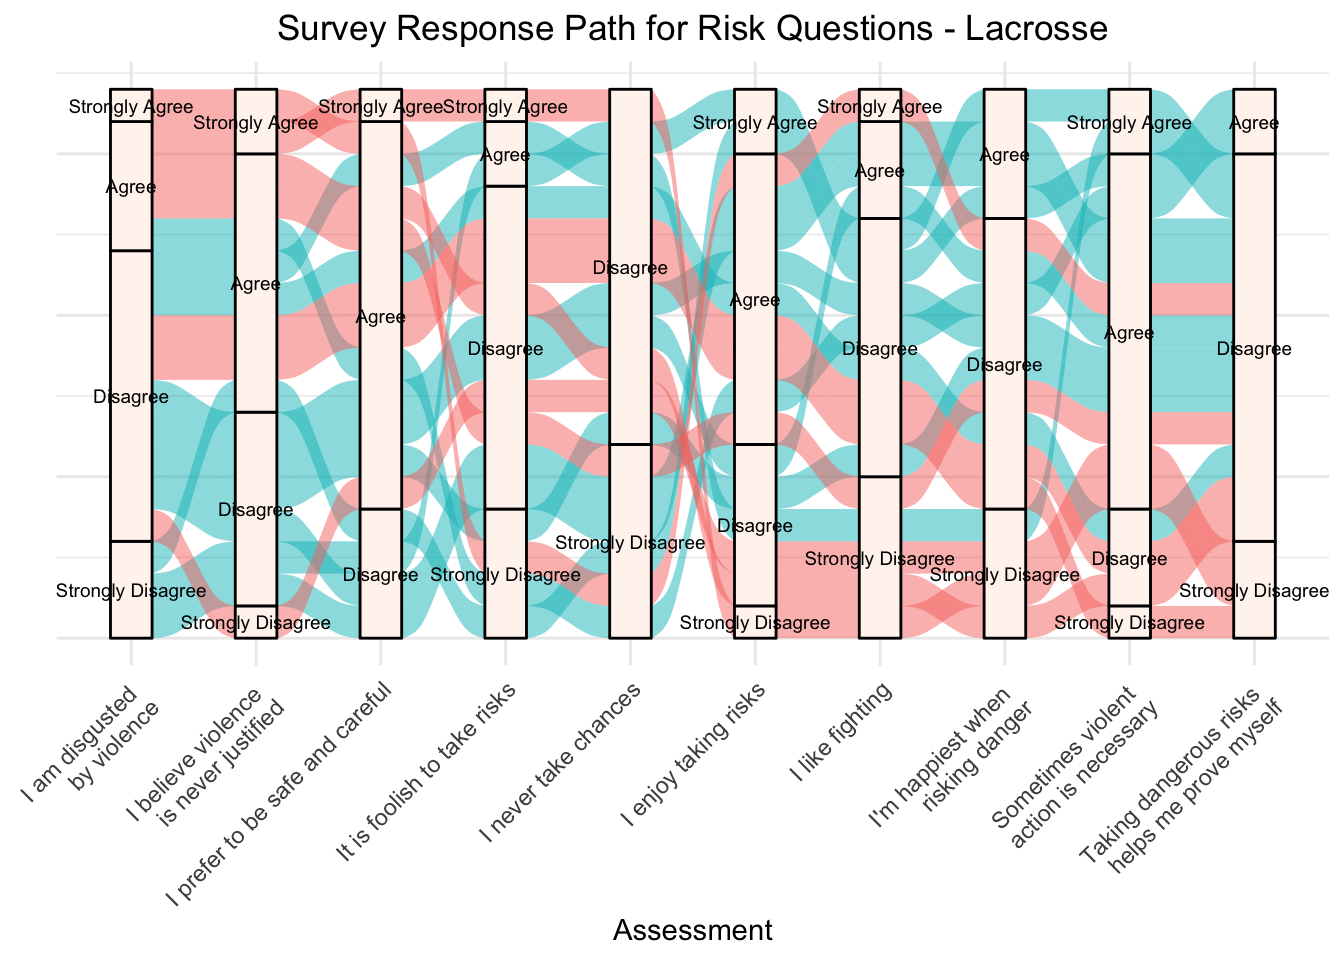 Survey Response Path for Risk Questions - Lacrosse
Strongly Agree
Agree
Disagree
Strongly Disagree
Strongly Agree
Agree
Disagree
Strongly Disagree
Strongly Agree
Agree
Disagree
Strongly Agree
Agree
Disagree
Strongly Disagree
Disagree
Strongly Disagree
Strongly Agree
Agree
Disagree
Strongly Disagree
Strongly Agree
Agree
Disagree
Strongly Disagree
Agree
Disagree
Strongly Disagree
Strongly Agree
Agree
Disagree
Strongly Disagree
Agree
Disagree
Strongly Disagree
I am disgusted
by violence
I believe violence
is never justified
I prefer to be safe and careful
It is foolish to take risks
I never take chances
I enjoy taking risks
I like fighting
I'm happiest when
risking danger
Sometimes violent
action is necessary
Taking dangerous risks
helps me prove myself
Assessment